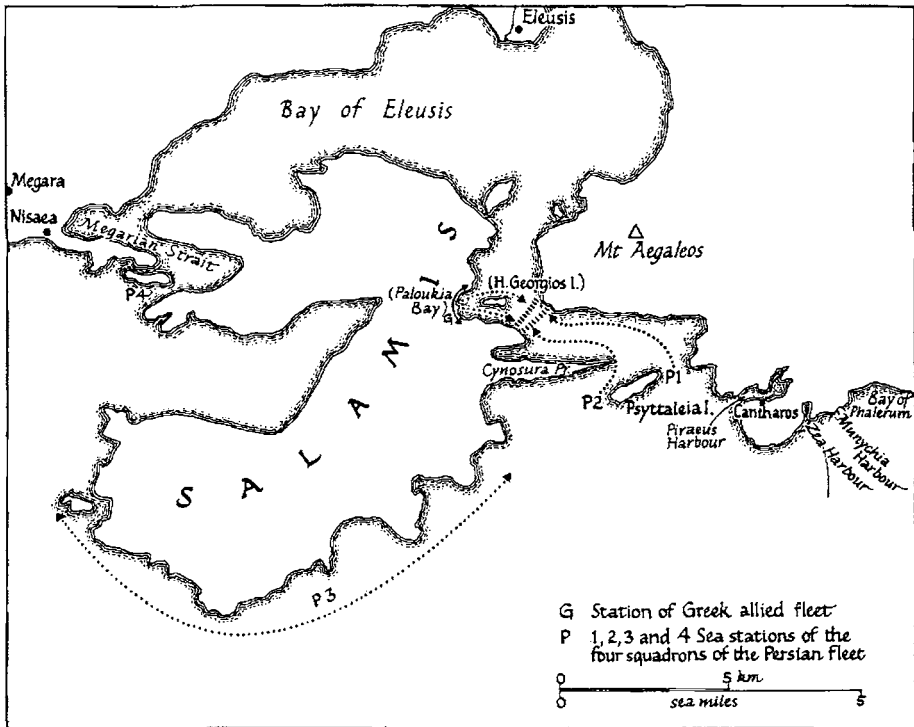 Eleusis
Bay of Eleusis
Megara
Nisaea
Megarian Strait
P4
Mt Aegaleos
(H. Georgios I.)
(Paloukia
Bay)
G
SALAMIS
Cynosura Pr.
P1
P2
Psyttaleia I.
Piraeus
Harbour
Cantharos
Zea Harbour
Munychia
Harbour
Bay of
Phalerum
P3
G Station of Greek allied fleet
P 1, 2, 3 and 4 Sea stations of the
four squadrons of the Persian fleet
0 5 km
0 sea miles 5